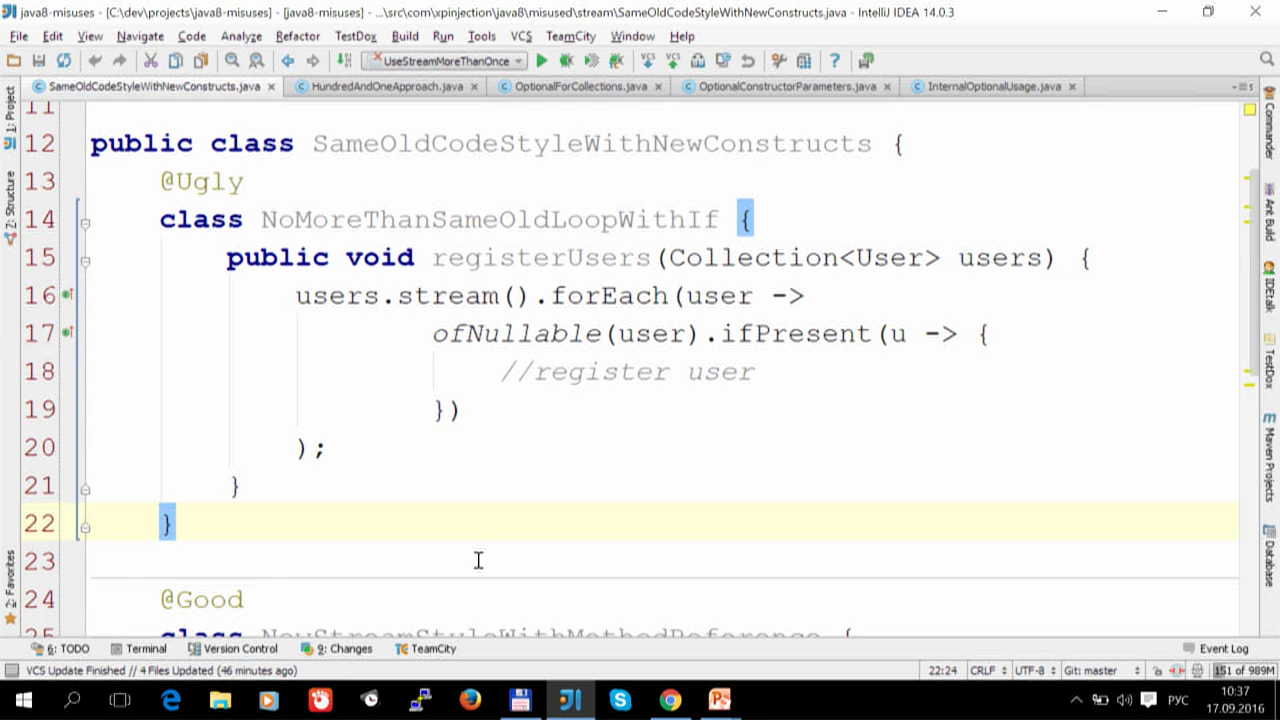 java8-misuses - [C:\dev\projects\java8-misuses] - [java8-misuses] - ...\src\com\xpinjection\java8\misused\stream\SameOldCodeStyleWithNewConstructs.java - IntelliJ IDEA 14.0.3
File Edit View Navigate Code Analyze Refactor TestDox Build Run Tools VCS TeamCity Window Help
UseStreamMoreThanOnce
SameOldCodeStyleWithNewConstructs.java HundredAndOneApproach.java OptionalForCollections.java OptionalConstructorParameters.java InternalOptionalUsage.java
11
12 public class SameOldCodeStyleWithNewConstructs {
13 @Ugly
14 class NoMoreThanSameOldLoopWithIf {
15 public void registerUsers(Collection<User> users) {
16 users.stream().forEach(user ->
17 ofNullable(user).ifPresent(u -> {
18 //register user
19 })
20 );
21 }
22 }
23
24 @Good
25 class NewStreamStyleWithMethodReference {
1: Project
7: Structure
2: Favorites
Commander
Ant Build
IDEtalk
TestDox
Maven Projects
Database
6: TODO Terminal Version Control 9: Changes TeamCity Event Log
VCS Update Finished // 4 Files Updated (46 minutes ago) 22:24 CRLF UTF-8 Git: master 151 of 989M
РУС 10:37
17.09.2016